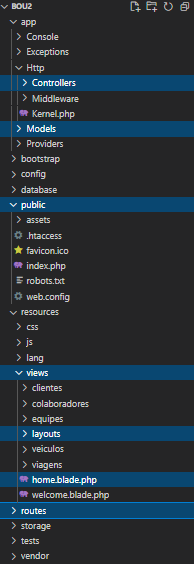 BOU2
app
Console
Exceptions
Http
Controllers
Middleware
Kernel.php
Models
Providers
bootstrap
config
database
public
assets
.htaccess
favicon.ico
index.php
robots.txt
web.config
resources
css
js
lang
views
clientes
colaboradores
equipes
layouts
veiculos
viagens
home.blade.php
welcome.blade.php
routes
storage
tests
vendor